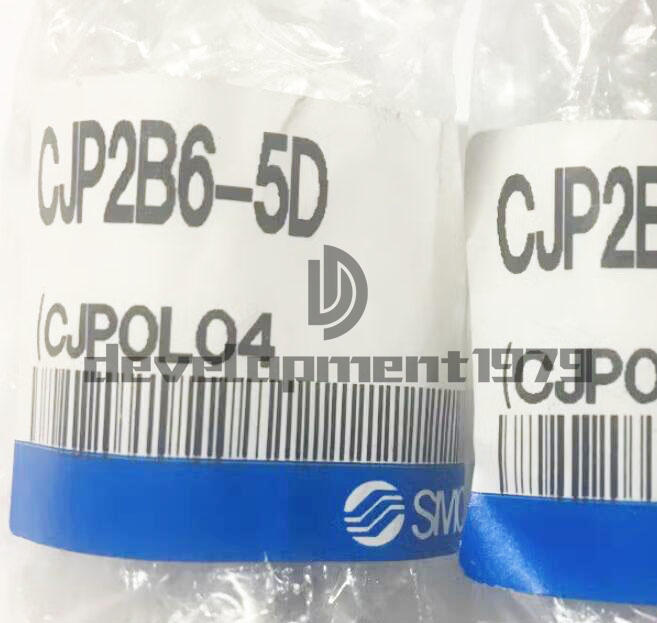 CJP2B6-5D
(CJPOL04
SMC
CJP2B
(CJPO
development1979